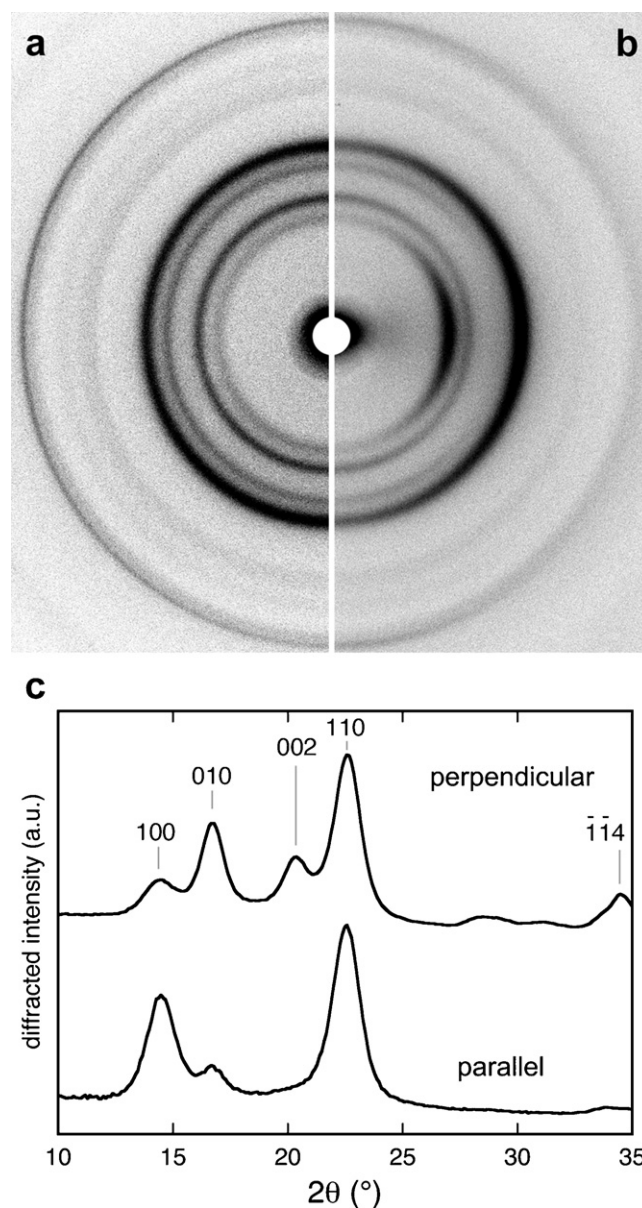 a
b
c
110
002
010
100
1̄1̄4
perpendicular
parallel
diffracted intensity (a.u.)
10
15
20
25
30
35
2θ (°)